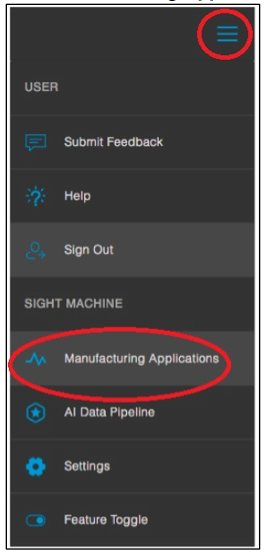 USER
Submit Feedback
Help
Sign Out
SIGHT MACHINE
Manufacturing Applications
AI Data Pipeline
Settings
Feature Toggle